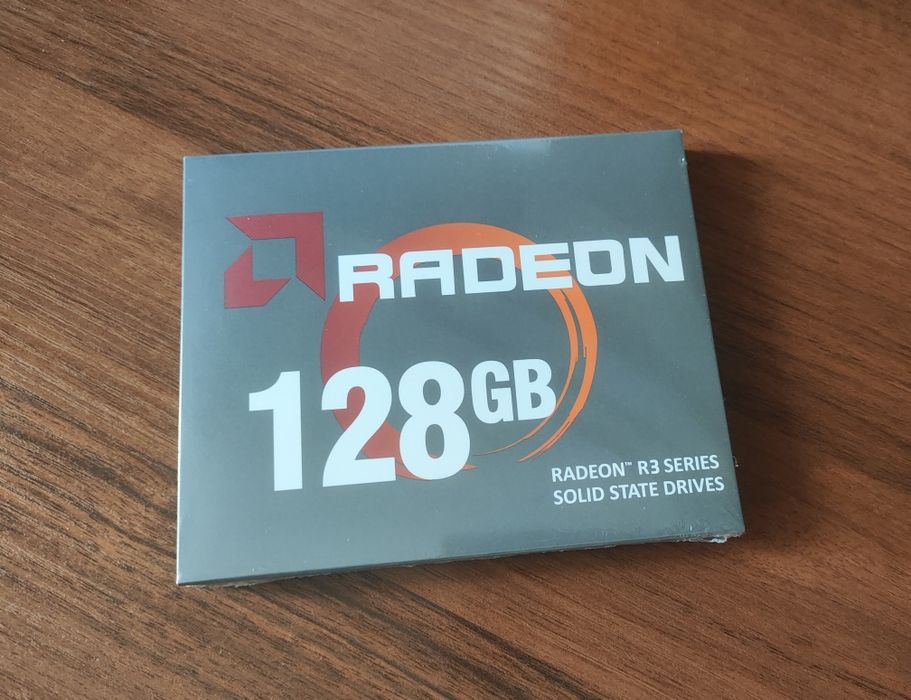 RADEON
128GB
RADEON™ R3 SERIES
SOLID STATE DRIVES